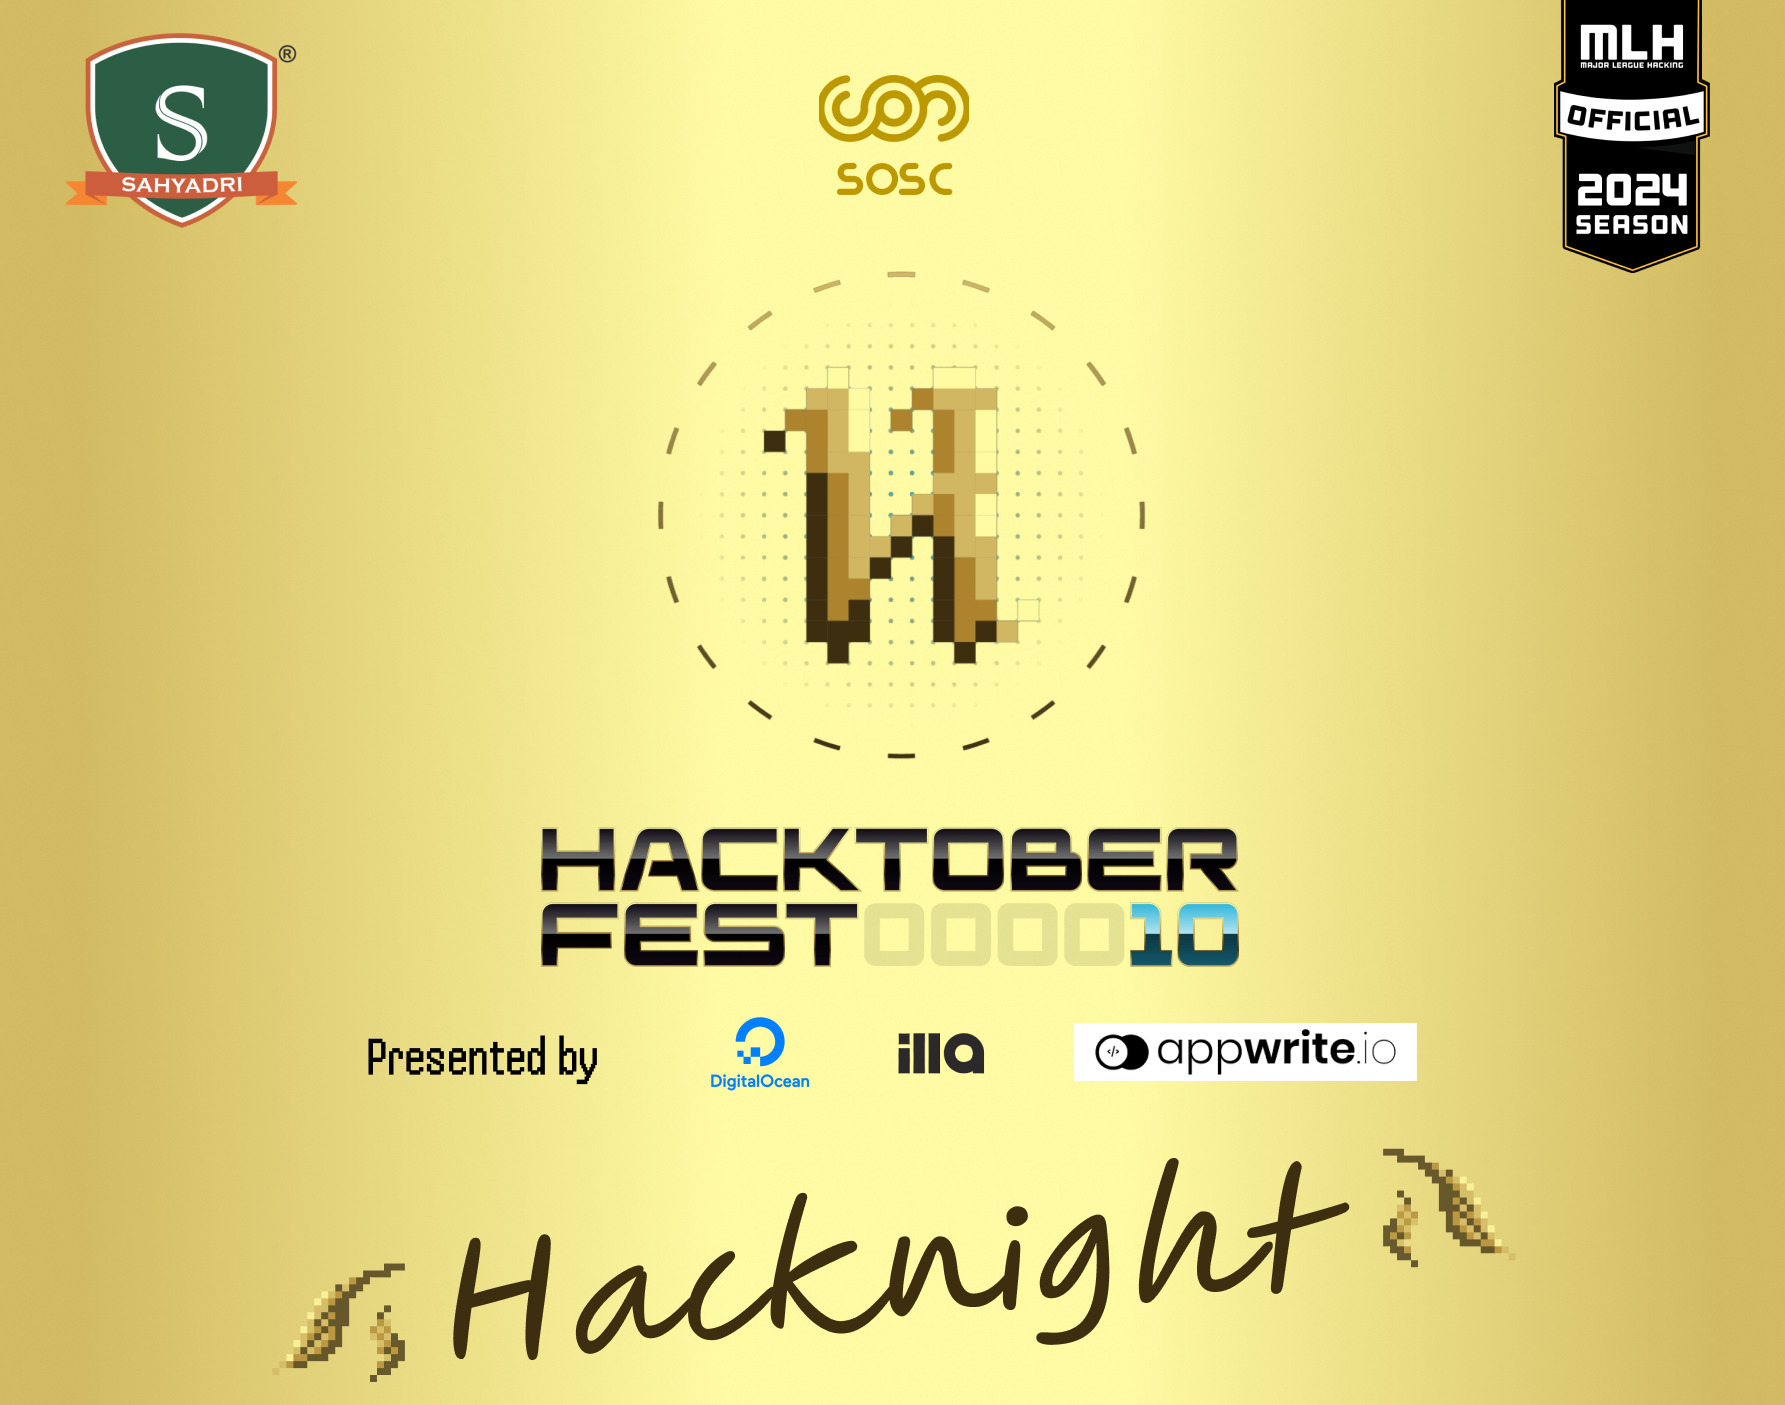 S
SAHYADRI
®
SOSC
MLH
MAJOR LEAGUE HACKING
OFFICIAL
2024
SEASON
H
HACKTOBER
FEST000010
Presented by
DigitalOcean
illa
</> appwrite.io
Hacknight